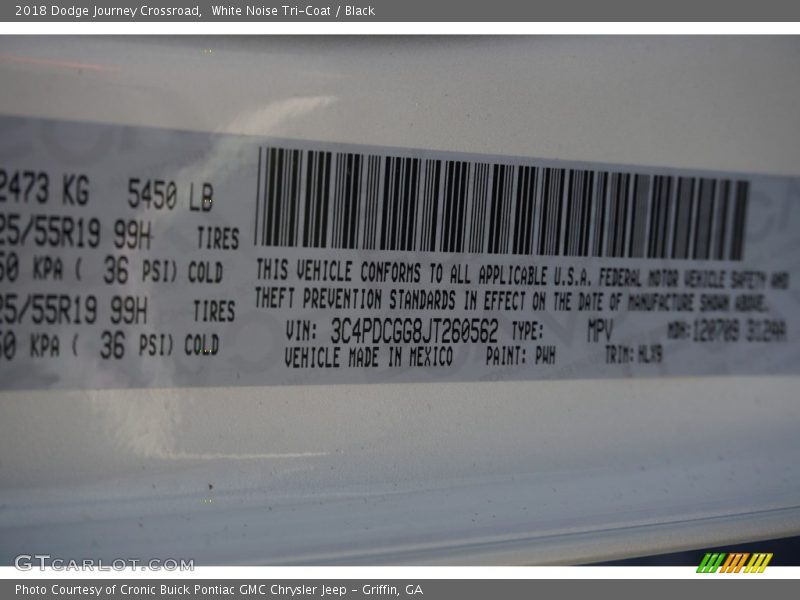 2018 Dodge Journey Crossroad,  White Noise Tri-Coat / Black
2473 KG 5450 LB
25/55R19 99H TIRES
50 KPA ( 36 PSI) COLD
25/55R19 99H TIRES
50 KPA ( 36 PSI) COLD
THIS VEHICLE CONFORMS TO ALL APPLICABLE U.S.A. FEDERAL MOTOR VEHICLE SAFETY AND
THEFT PREVENTION STANDARDS IN EFFECT ON THE DATE OF MANUFACTURE SHOWN ABOVE.
VIN: 3C4PDCGG8JT260562 TYPE: MPV MDH: 120709 312AA
VEHICLE MADE IN MEXICO PAINT: PWH TRIM: HLX9
GTCARLOT.COM
Photo Courtesy of Cronic Buick Pontiac GMC Chrysler Jeep - Griffin, GA